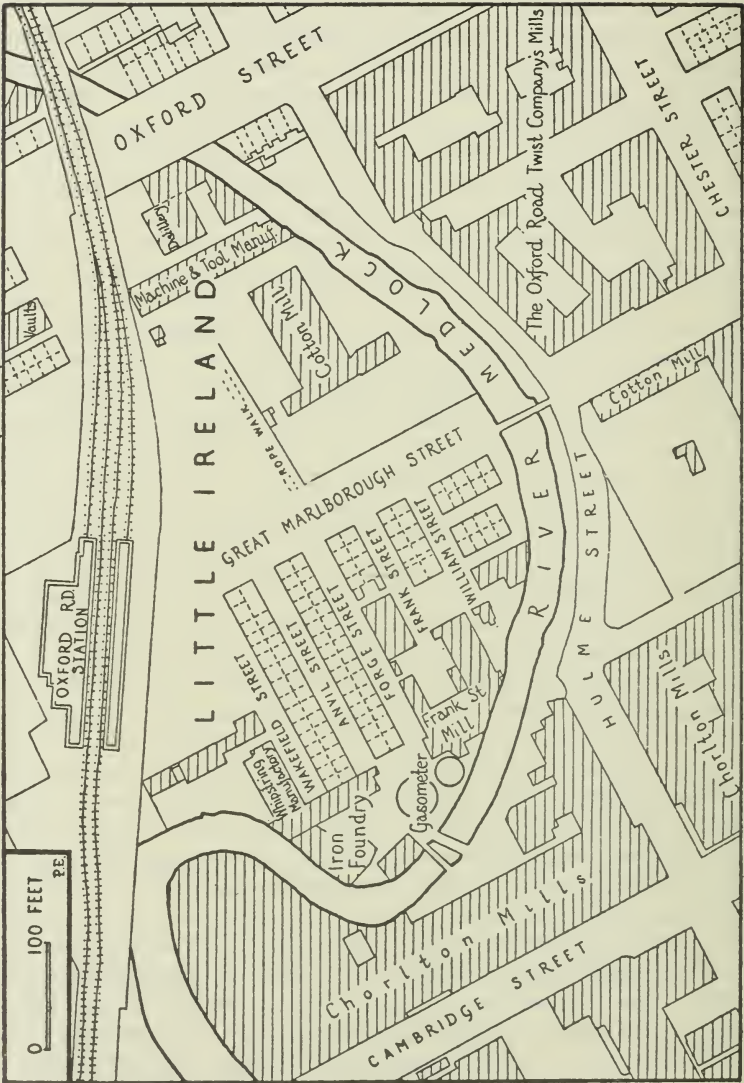 OXFORD STREET
CHESTER STREET
The Oxford Road Twist Company's Mills
Distillery
Machine & Tool Manuf
Vaults
LITTLE IRELAND
Cotton Mill
ROPE WALK
RIVER MEDLOCK
Cotton Mill
GREAT MARLBOROUGH STREET
HULME STREET
OXFORD RD.
STATION
WILLIAM STREET
FRANK STREET
FORGE STREET
ANVIL STREET
WAKEFIELD STREET
Frank St
Mill
Whipstring
Manufactory
Gasometer
Iron
Foundry
Chorlton Mills
Chorlton Mills
CAMBRIDGE STREET
0 100 FEET
P.E.